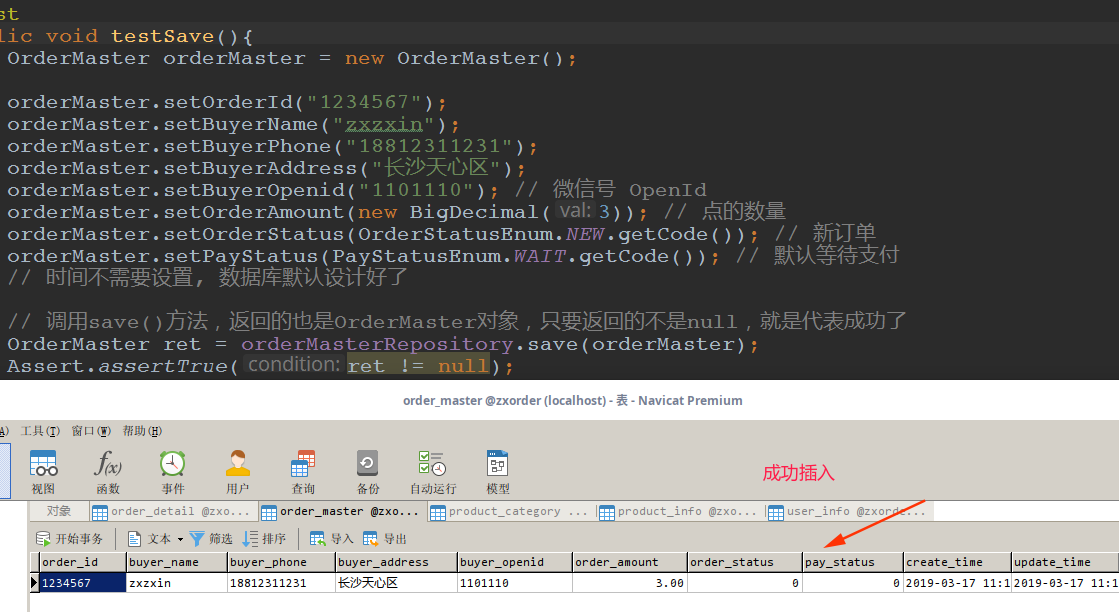 st
lic void testSave(){
OrderMaster orderMaster = new OrderMaster();
orderMaster.setOrderId("1234567");
orderMaster.setBuyerName("zxzxin");
orderMaster.setBuyerPhone("18812311231");
orderMaster.setBuyerAddress("长沙天心区");
orderMaster.setBuyerOpenid("1101110"); // 微信号 OpenId
orderMaster.setOrderAmount(new BigDecimal( val: 3)); // 点的数量
orderMaster.setOrderStatus(OrderStatusEnum.NEW.getCode()); // 新订单
orderMaster.setPayStatus(PayStatusEnum.WAIT.getCode()); // 默认等待支付
// 时间不需要设置, 数据库默认设计好了
// 调用save()方法，返回的也是OrderMaster对象，只要返回的不是null，就是代表成功了
OrderMaster ret = orderMasterRepository.save(orderMaster);
Assert.assertTrue( condition: ret != null);
order_master @zxorder (localhost) - 表 - Navicat Premium
A) 工具(T) 窗口(W) 帮助(H)
视图 函数 事件 用户 查询 备份 自动运行 模型
f(x)
成功插入
对象 order_detail @zxo... order_master @zxo... product_category ... product_info @zxo... user_info @zxorde...
开始事务 文本 筛选 排序 导入 导出
order_id buyer_name buyer_phone buyer_address buyer_openid order_amount order_status pay_status create_time update_time
1234567 zxzxin 18812311231 长沙天心区 1101110 3.00 0 0 2019-03-17 11:1 2019-03-17 11:1